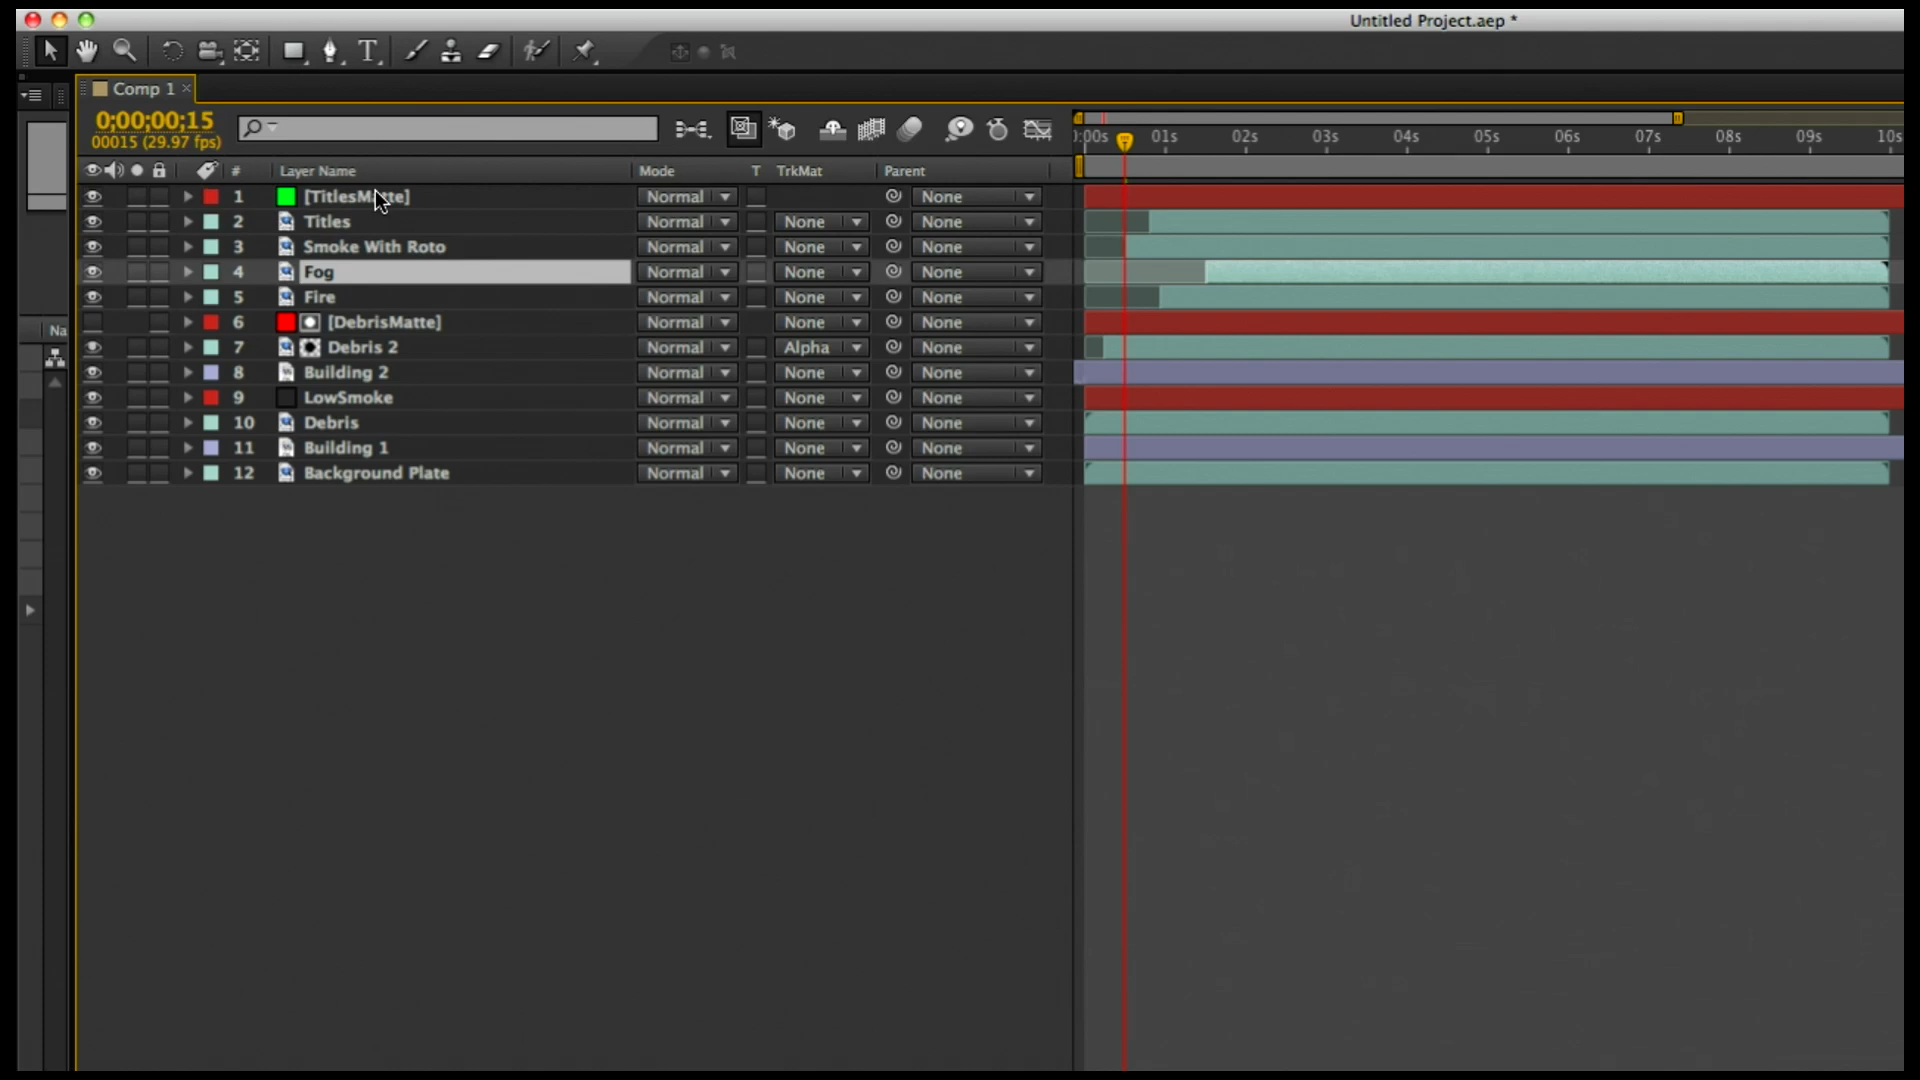 Untitled Project.aep *
Comp 1
0;00;00;15
00015 (29.97 fps)
:00s 01s 02s 03s 04s 05s 06s 07s 08s 09s 10s
# Layer Name Mode T TrkMat Parent
1 [TitlesMatte] Normal None
2 Titles Normal None None
3 Smoke With Roto Normal None None
4 Fog Normal None None
5 Fire Normal None None
6 [DebrisMatte] Normal None None
Na
7 Debris 2 Normal Alpha None
8 Building 2 Normal None None
9 LowSmoke Normal None None
10 Debris Normal None None
11 Building 1 Normal None None
12 Background Plate Normal None None